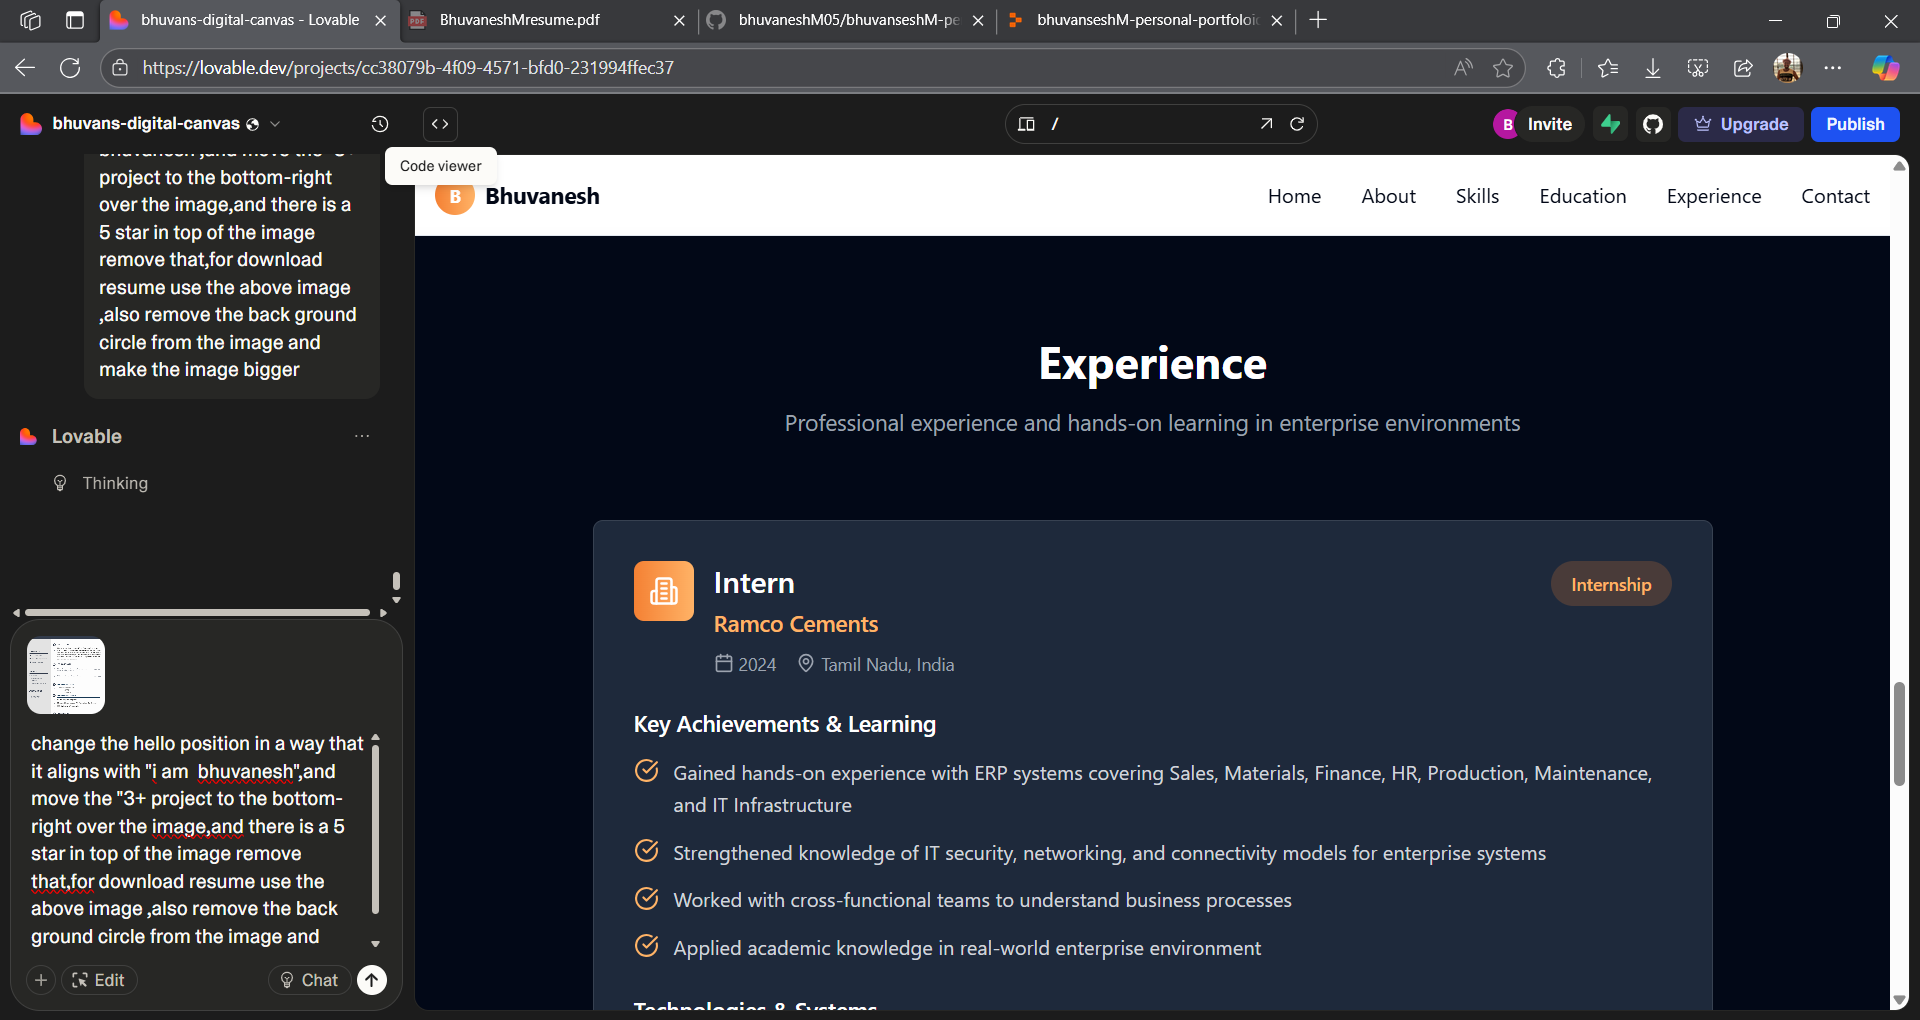 bhuvans-digital-canvas - Lovable
BhuvaneshMresume.pdf
bhuvaneshM05/bhuvanseshM-pe
bhuvanseshM-personal-portfoloi
https://lovable.dev/projects/cc38079b-4f09-4571-bfd0-231994ffec37
bhuvans-digital-canvas
/
B Invite
Upgrade
Publish
Code viewer
bhuvanesh",and move the "3+
project to the bottom-right
over the image,and there is a
5 star in top of the image
remove that,for download
resume use the above image
,also remove the back ground
circle from the image and
make the image bigger
Lovable
Thinking
change the hello position in a way that
it aligns with "i am bhuvanesh",and
move the "3+ project to the bottom-
right over the image,and there is a 5
star in top of the image remove
that,for download resume use the
above image ,also remove the back
ground circle from the image and
Edit
Chat
B Bhuvanesh
Home About Skills Education Experience Contact
Experience
Professional experience and hands-on learning in enterprise environments
Intern
Internship
Ramco Cements
2024 Tamil Nadu, India
Key Achievements & Learning
Gained hands-on experience with ERP systems covering Sales, Materials, Finance, HR, Production, Maintenance,
and IT Infrastructure
Strengthened knowledge of IT security, networking, and connectivity models for enterprise systems
Worked with cross-functional teams to understand business processes
Applied academic knowledge in real-world enterprise environment
Technologies & Systems